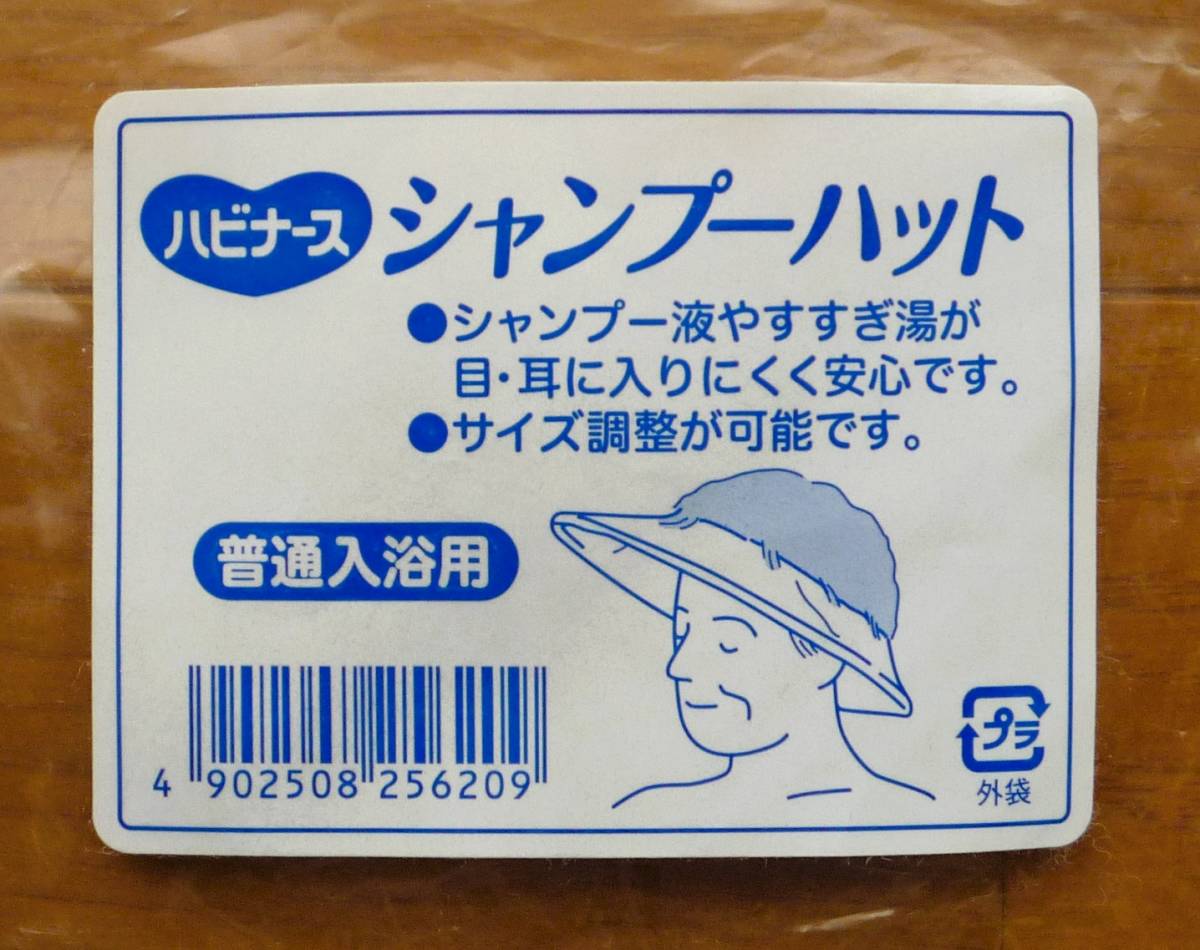 ハビナース
シャンプーハット
●シャンプー液やすすぎ湯が
目・耳に入りにくく安心です。
●サイズ調整が可能です。
普通入浴用
4 902508 256209
プラ
外袋